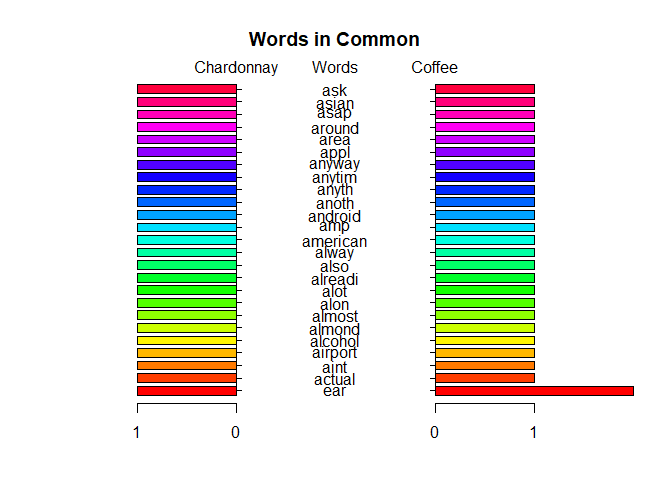 Words in Common
Chardonnay Words Coffee
ask
asian
asap
around
area
appl
anyway
anytim
anyth
anoth
android
amp
american
alway
also
alreadi
alot
alon
almost
almond
alcohol
airport
aint
actual
ear
1 0 0 1